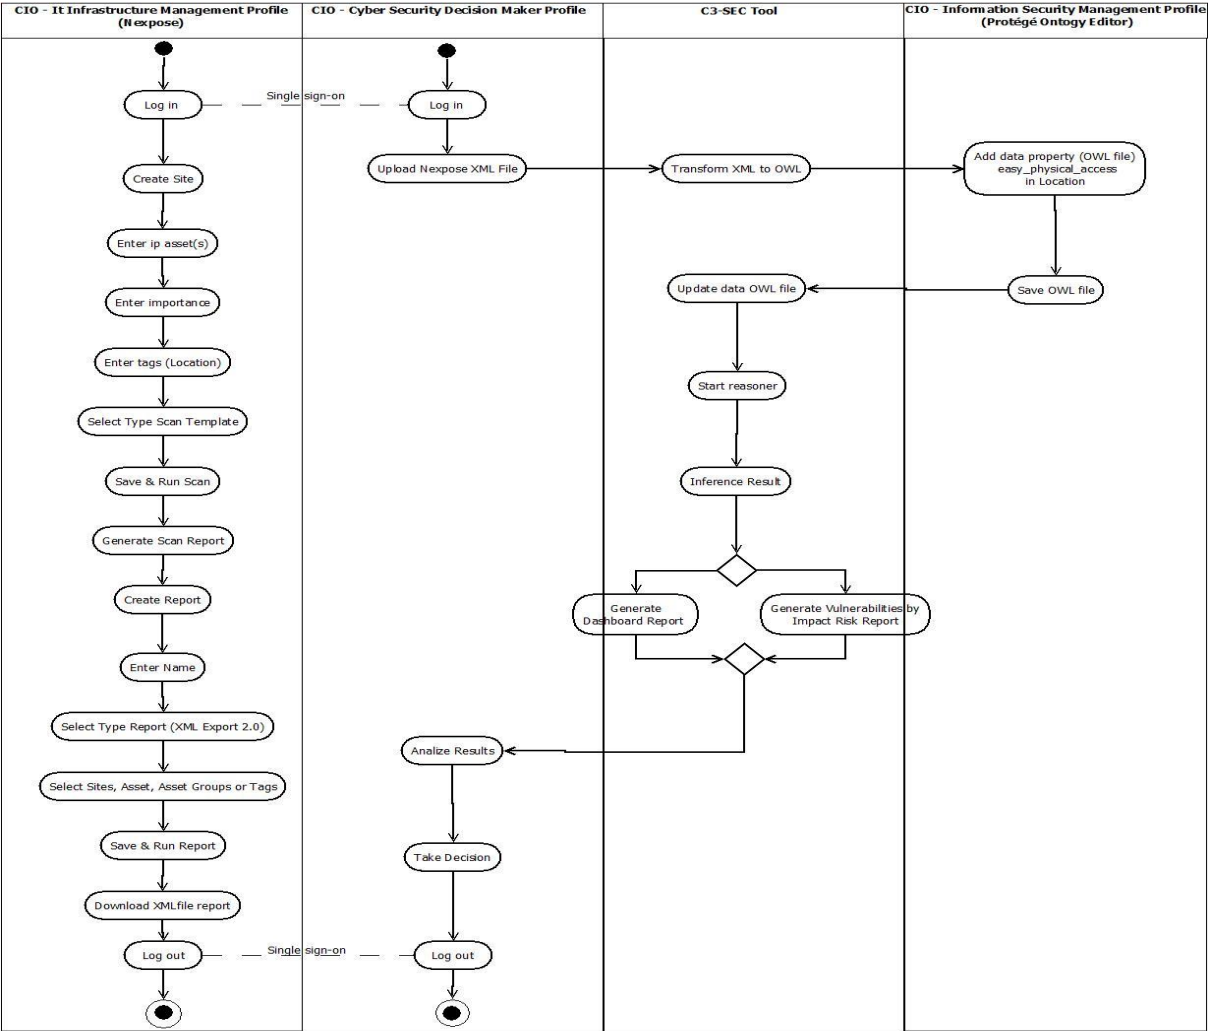 CIO - It Infrastructure Management Profile
(Nexpose)
CIO - Cyber Security Decision Maker Profile
C3-SEC Tool
CIO - Information Security Management Profile
(Protégé Ontogy Editor)
Log in
Single sign-on
Log in
Create Site
Enter ip asset(s)
Enter importance
Enter tags (Location)
Select Type Scan Template
Save & Run Scan
Generate Scan Report
Create Report
Enter Name
Select Type Report (XML Export 2.0)
Select Sites, Asset, Asset Groups or Tags
Save & Run Report
Download XMLfile report
Log out
Single sign-on
Upload Nexpose XML File
Transform XML to OWL
Add data property (OWL file)
easy_physical_access
in Location
Save OWL file
Update data OWL file
Start reasoner
Inference Result
Generate
Dashboard Report
Generate Vulnerabilities by
Impact Risk Report
Analize Results
Take Decision
Log out